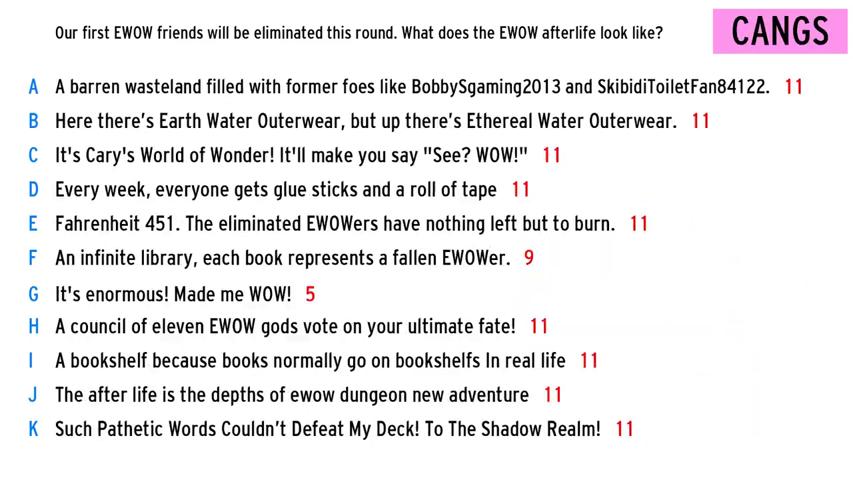 Our first EWOW friends will be eliminated this round. What does the EWOW afterlife look like?
CANGS
A A barren wasteland filled with former foes like BobbySgaming2013 and SkibidiToiletFan84122. 11
B Here there's Earth Water Outerwear, but up there's Ethereal Water Outerwear. 11
C It's Cary's World of Wonder! It'll make you say "See? WOW!" 11
D Every week, everyone gets glue sticks and a roll of tape 11
E Fahrenheit 451. The eliminated EWOWers have nothing left but to burn. 11
F An infinite library, each book represents a fallen EWOWer. 9
G It's enormous! Made me WOW! 5
H A council of eleven EWOW gods vote on your ultimate fate! 11
I A bookshelf because books normally go on bookshelfs In real life 11
J The after life is the depths of ewow dungeon new adventure 11
K Such Pathetic Words Couldn't Defeat My Deck! To The Shadow Realm! 11